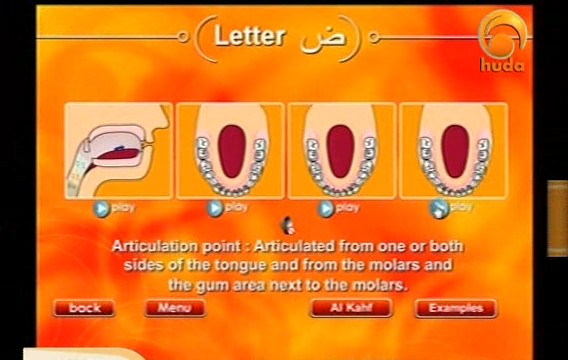 Letter ض
huda
play
play
play
play
Articulation point : Articulated from one or both
sides of the tongue and from the molars and
the gum area next to the molars.
back
Menu
Al Kahf
Examples